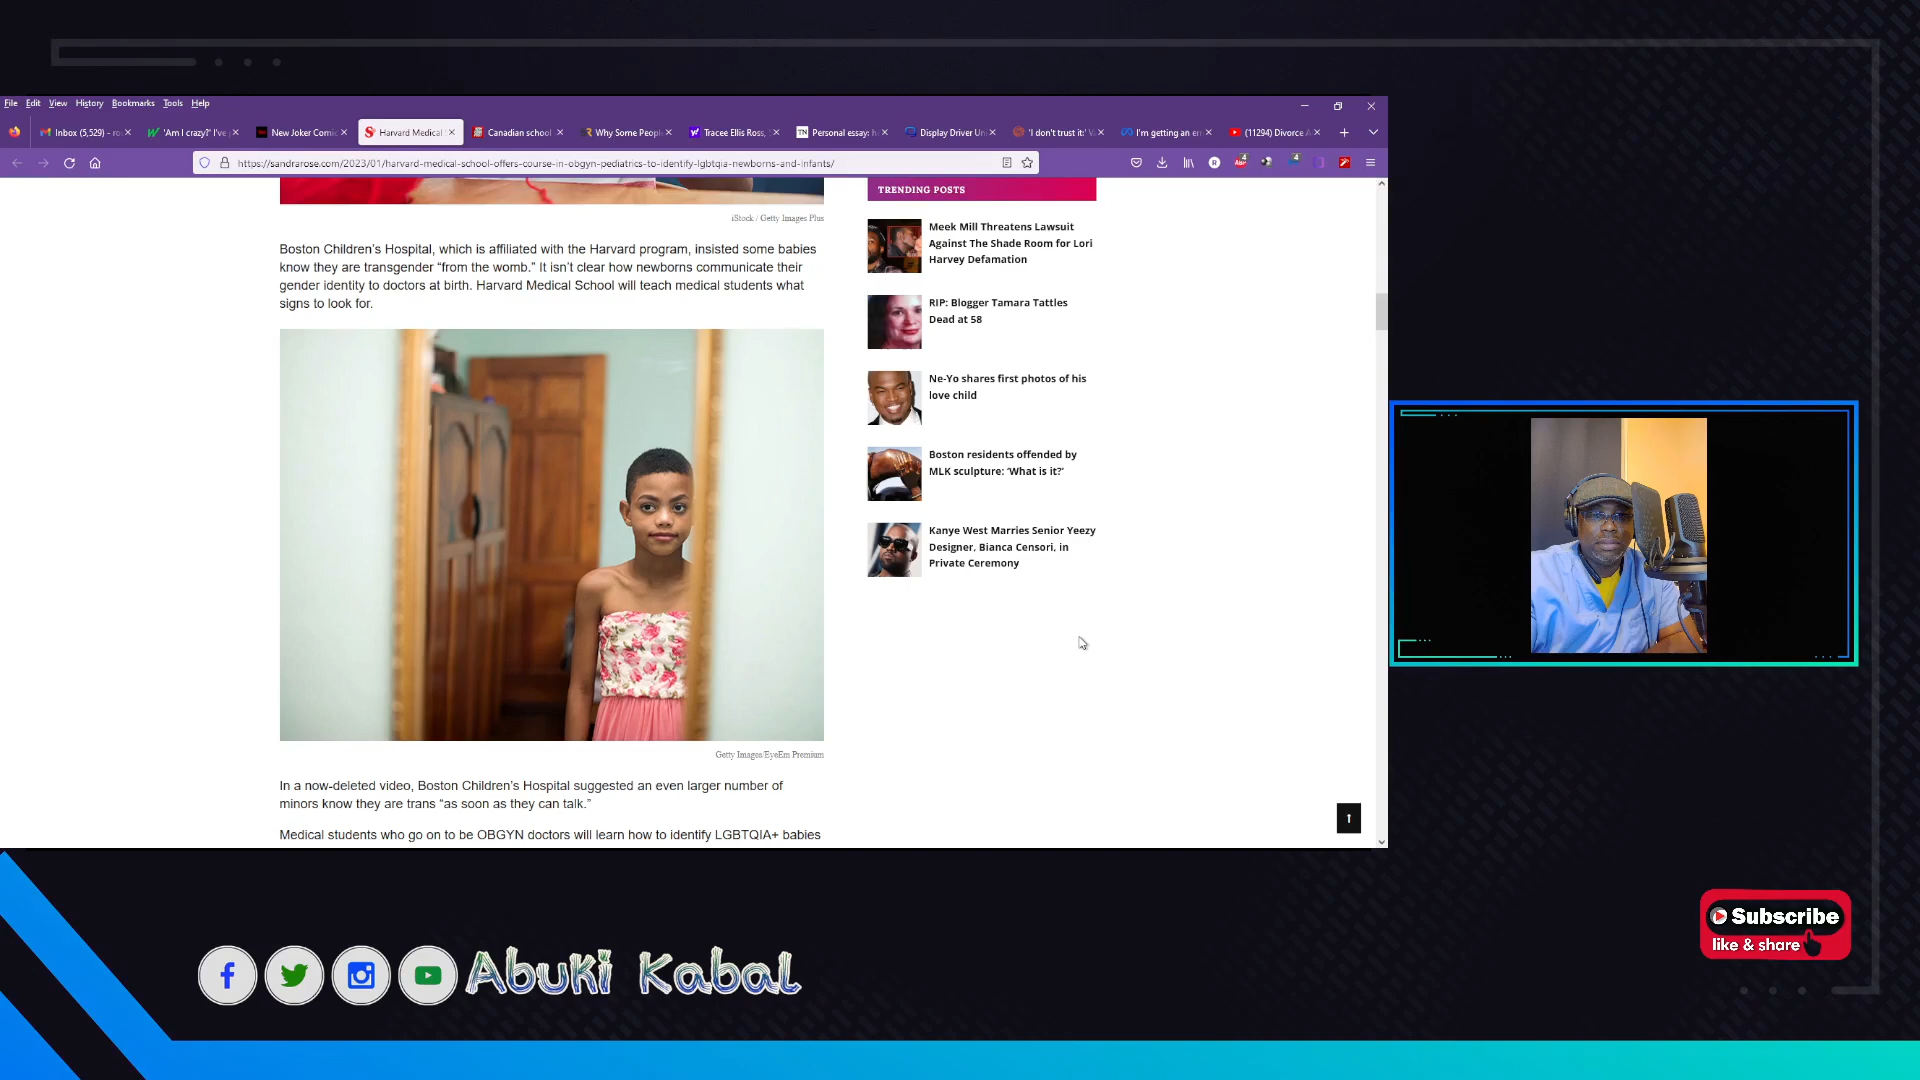 File Edit View History Bookmarks Tools Help
Inbox (5,529) - ro
"Am I crazy?" I've
New Joker Comic
Harvard Medical
Canadian school
Why Some People
Tracee Ellis Ross,
Personal essay:
Display Driver Un
'I don't trust it:'
I'm getting an er
(11294) Divorce A
https://sandrarose.com/2023/01/harvard-medical-school-offers-course-in-obgyn-pediatrics-to-identify-lgbtqia-newborns-and-infants/
iStock / Getty Images Plus
Boston Children's Hospital, which is affiliated with the Harvard program, insisted some babies
know they are transgender “from the womb.” It isn't clear how newborns communicate their
gender identity to doctors at birth. Harvard Medical School will teach medical students what
signs to look for.
Getty Images/EyeEm Premium
In a now-deleted video, Boston Children's Hospital suggested an even larger number of
minors know they are trans “as soon as they can talk.”
Medical students who go on to be OBGYN doctors will learn how to identify LGBTQIA+ babies
TRENDING POSTS
Meek Mill Threatens Lawsuit
Against The Shade Room for Lori
Harvey Defamation
RIP: Blogger Tamara Tattles
Dead at 58
Ne-Yo shares first photos of his
love child
Boston residents offended by
MLK sculpture: ‘What is it?’
Kanye West Marries Senior Yeezy
Designer, Bianca Censori, in
Private Ceremony
Subscribe
like & share
Abuki Kabal